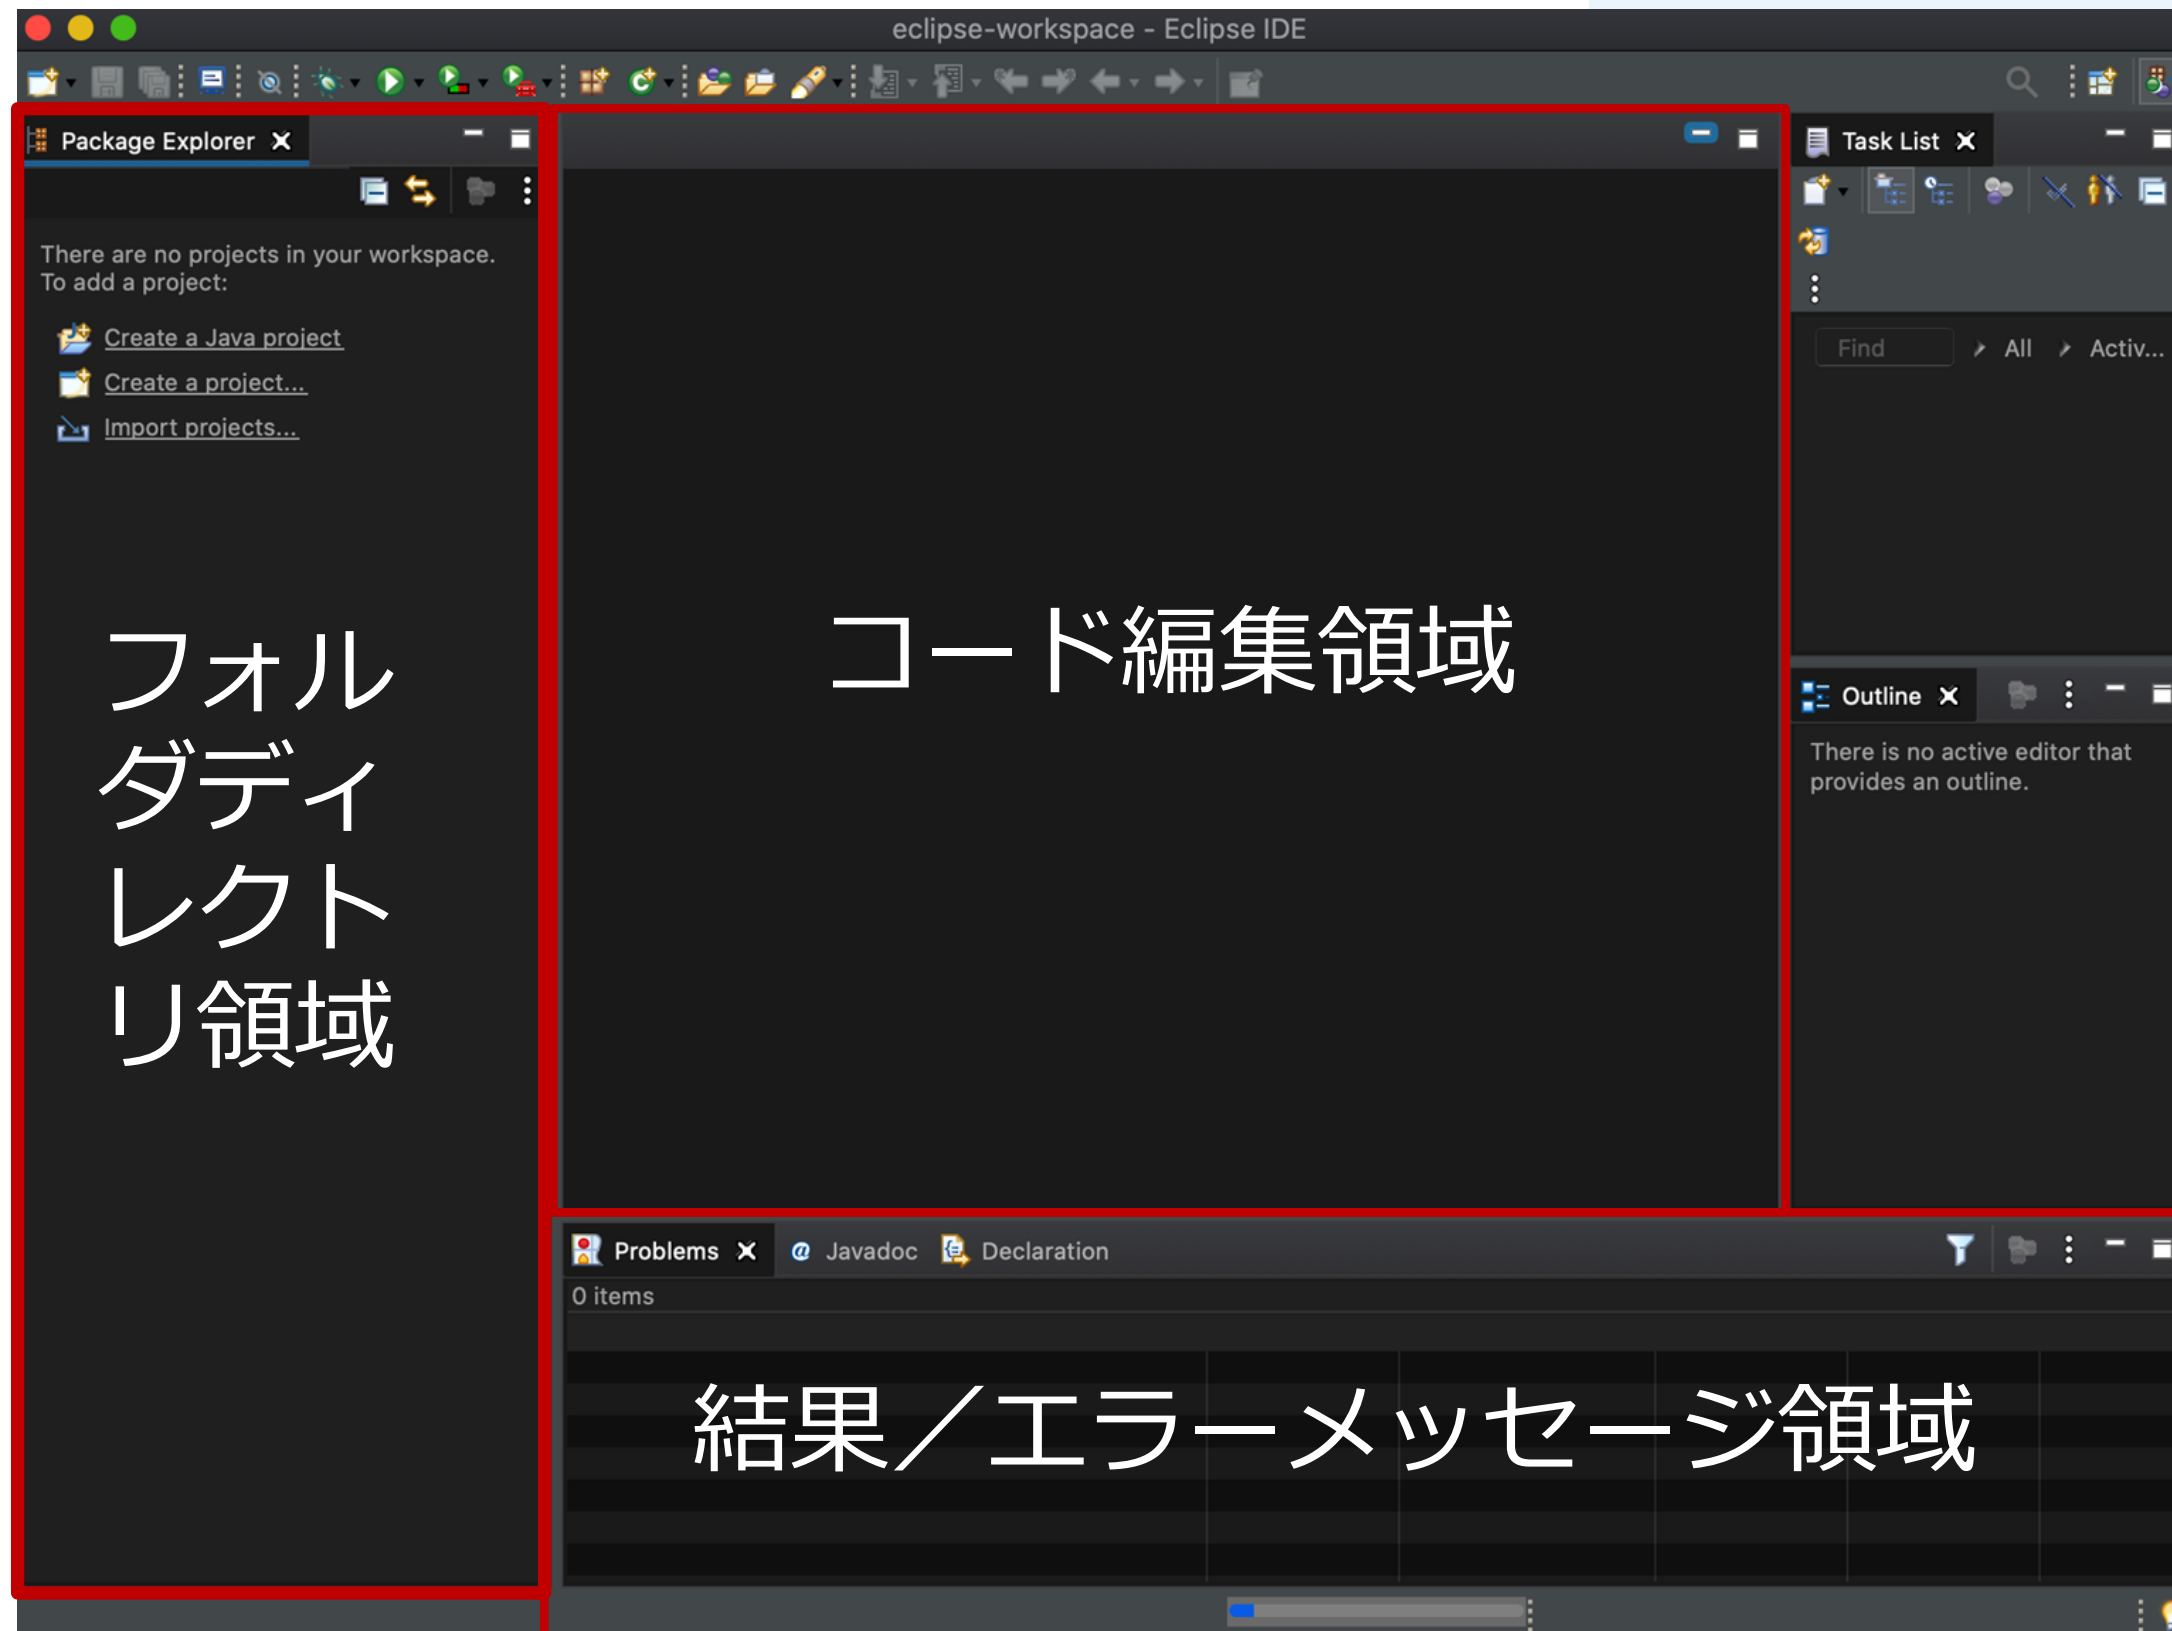 eclipse-workspace - Eclipse IDE
Package Explorer
There are no projects in your workspace.
To add a project:
Create a Java project
Create a project...
Import projects...
フォル
ダディ
レクト
リ領域
コード編集領域
Task List
Find
All
Activ...
Outline
There is no active editor that
provides an outline.
Problems
@ Javadoc
Declaration
0 items
結果／エラーメッセージ領域